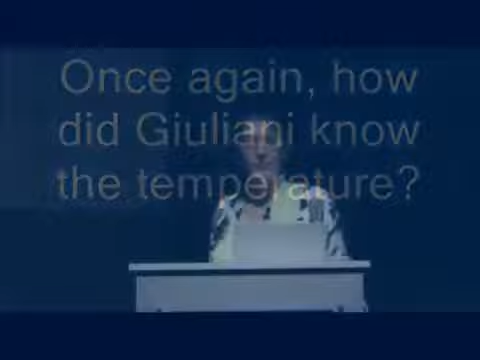 Once again, how
did Giuliani know
the temperature?